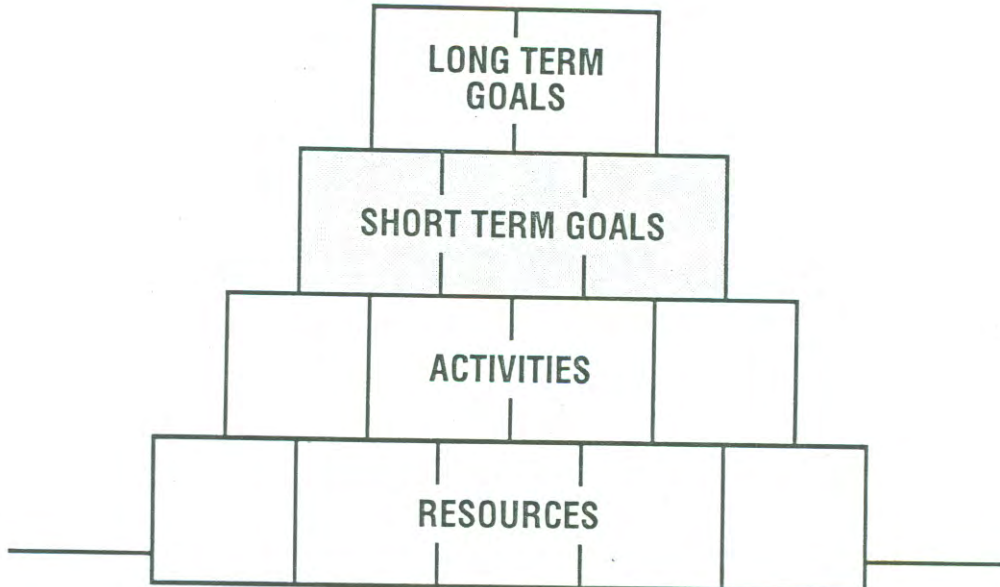 LONG TERM
GOALS
SHORT TERM GOALS
ACTIVITIES
RESOURCES